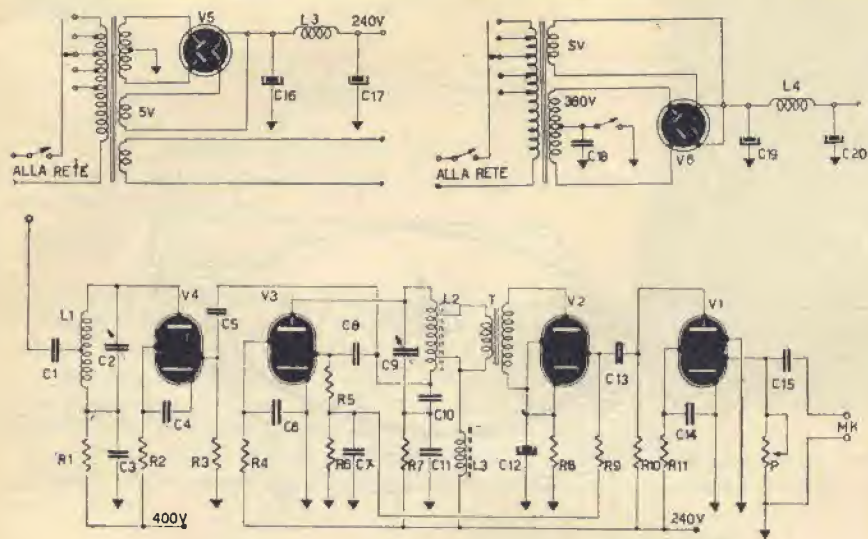 V5
L3
240V
C16
C17
5V
ALLA RETE
5V
L4
360V
C18
V6
C19
C20
ALLA RETE
L1
V4
C5
V3
L2
T
V2
V1
C1
C2
C8
C9
C13
C15
R5
C10
MK
C4
C6
C14
R1
C3
R2
R3
R4
R6
C7
R7
C11
L3
C12
R8
R9
R10
R11
P
400V
240V